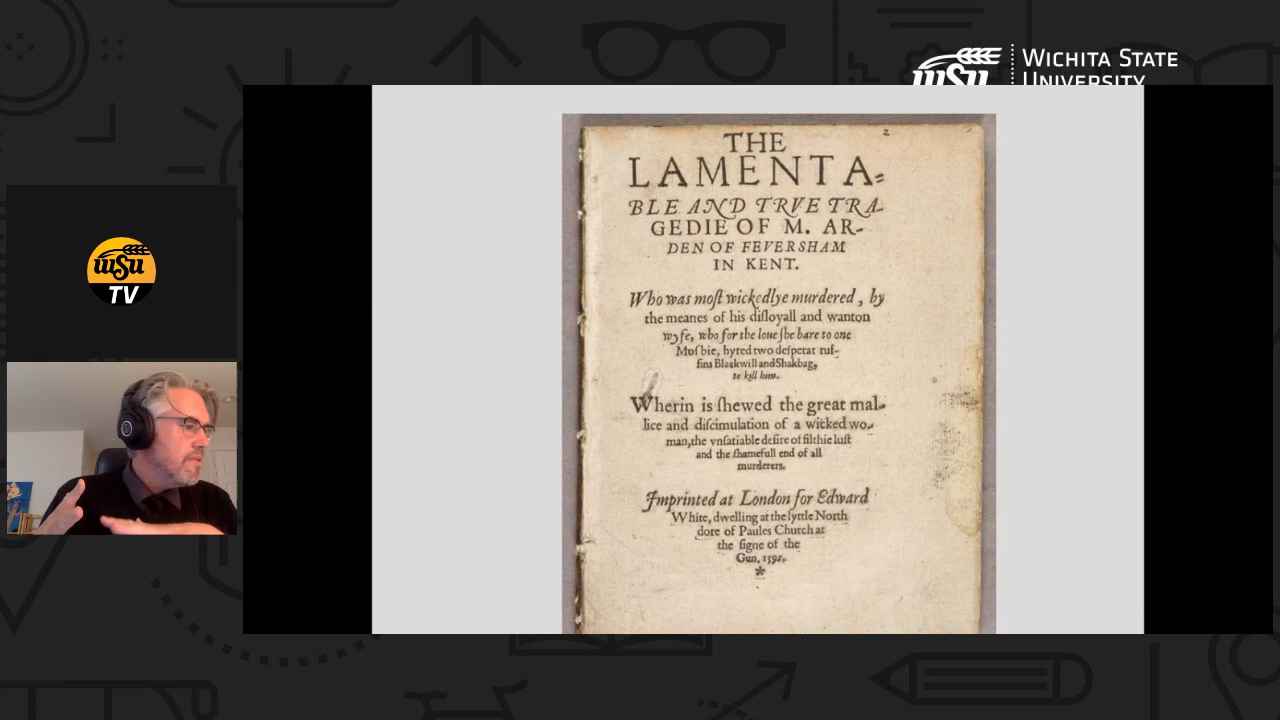 WSU
WICHITA STATE
UNIVERSITY
WSU
TV
2
THE
LAMENTA-
BLE AND TRVE TRA-
GEDIE OF M. AR-
DEN OF FEVERSHAM
IN KENT.
Who was moſt wickedlye murdered, by
the meanes of his diſloyall and wanton
wyfe, who for the loue ſhe bare to one
Moſbie, hyred two deſperat ruf-
fins Blackwill and Shakbag,
to kill him.
Wherin is ſhewed the great mal-
lice and diſcimulation of a wicked wo-
man, the vnſatiable deſire of filthie luſt
and the ſhamefull end of all
murderers.
Imprinted at London for Edward
White, dwelling at the lyttle North
dore of Paules Church at
the ſigne of the
Gun, 1592.
*